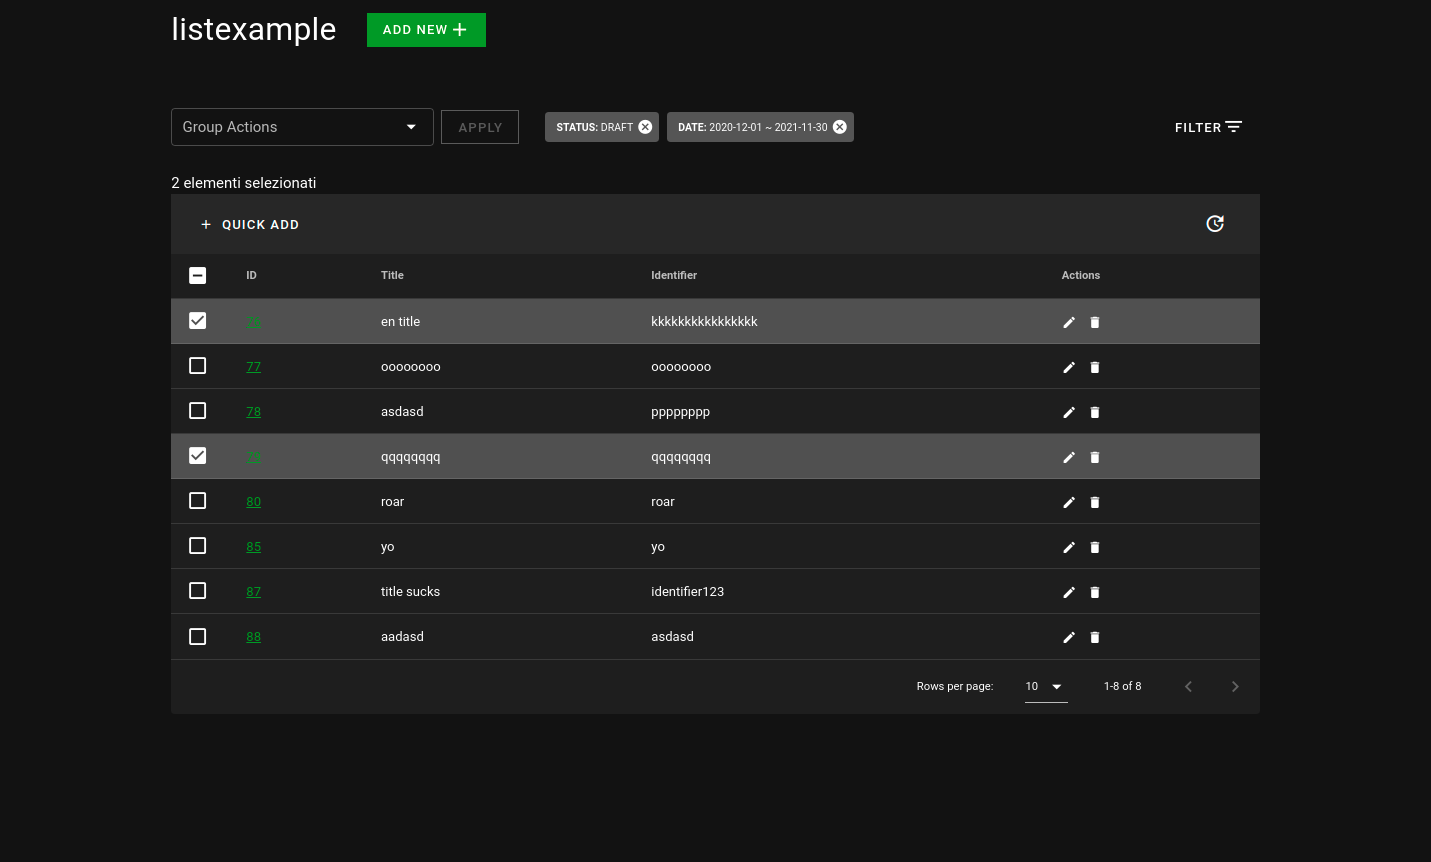 listexample
ADD NEW
Group Actions
APPLY
STATUS: DRAFT
DATE: 2020-12-01 ~ 2021-11-30
FILTER
2 elementi selezionati
QUICK ADD
ID Title Identifier Actions
76 en title kkkkkkkkkkkkkkkk
77 oooooooo oooooooo
78 asdasd pppppppp
79 qqqqqqqq qqqqqqqq
80 roar roar
85 yo yo
87 title sucks identifier123
88 aadasd asdasd
Rows per page: 10 1-8 of 8